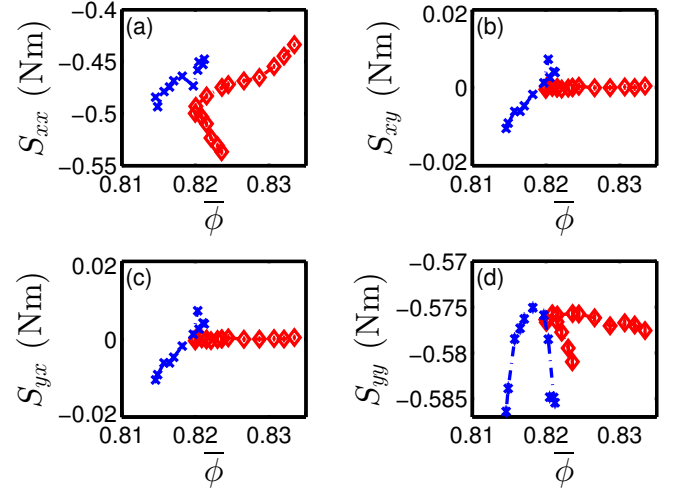 (a)
S_{xx} (Nm)
−0.4
−0.45
−0.5
−0.55
0.81 0.82 0.83
\overline{\phi}
(b)
S_{xy} (Nm)
0.02
0
−0.02
0.81 0.82 0.83
\overline{\phi}
(c)
S_{yx} (Nm)
0.02
0
−0.02
0.81 0.82 0.83
\overline{\phi}
(d)
S_{yy} (Nm)
−0.57
−0.575
−0.58
−0.585
0.81 0.82 0.83
\overline{\phi}